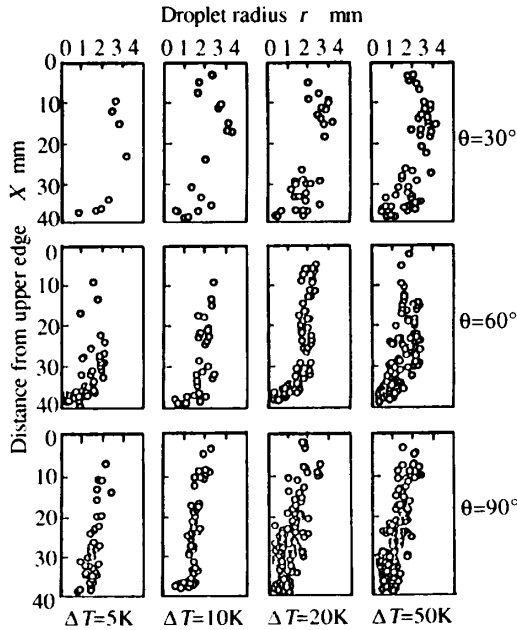 Droplet radius r mm
0 1 2 3 4 0 1 2 3 4 0 1 2 3 4 0 1 2 3 4
Distance from upper edge X mm
0
10
20
30
40
θ=30°
0
10
20
30
40
θ=60°
0
10
20
30
40
θ=90°
ΔT=5K ΔT=10K ΔT=20K ΔT=50K